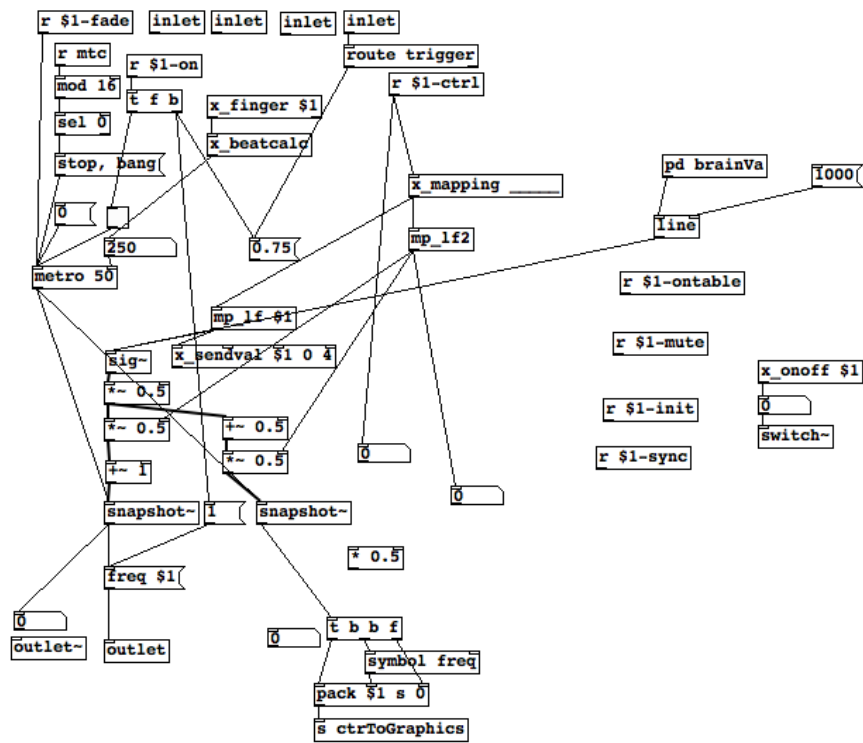 r $1-fade
inlet
inlet
inlet
inlet
r mtc
route trigger
r $1-on
r $1-ctrl
mod 16
t f b
x_finger $1
sel 0
x_beatcalc
stop, bang
pd brainVa
1000
x_mapping _____
0
line
250
0.75
mp_lf2
metro 50
r $1-ontable
mp_lf $1
r $1-mute
sig~
x_sendval $1 0 4
x_onoff $1
*~ 0.5
0
r $1-init
*~ 0.5
+~ 0.5
switch~
0
*~ 0.5
r $1-sync
+~ 1
0
snapshot~
1
snapshot~
* 0.5
freq $1
0
t b b f
0
outlet~
outlet
symbol freq
pack $1 s 0
s ctrToGraphics